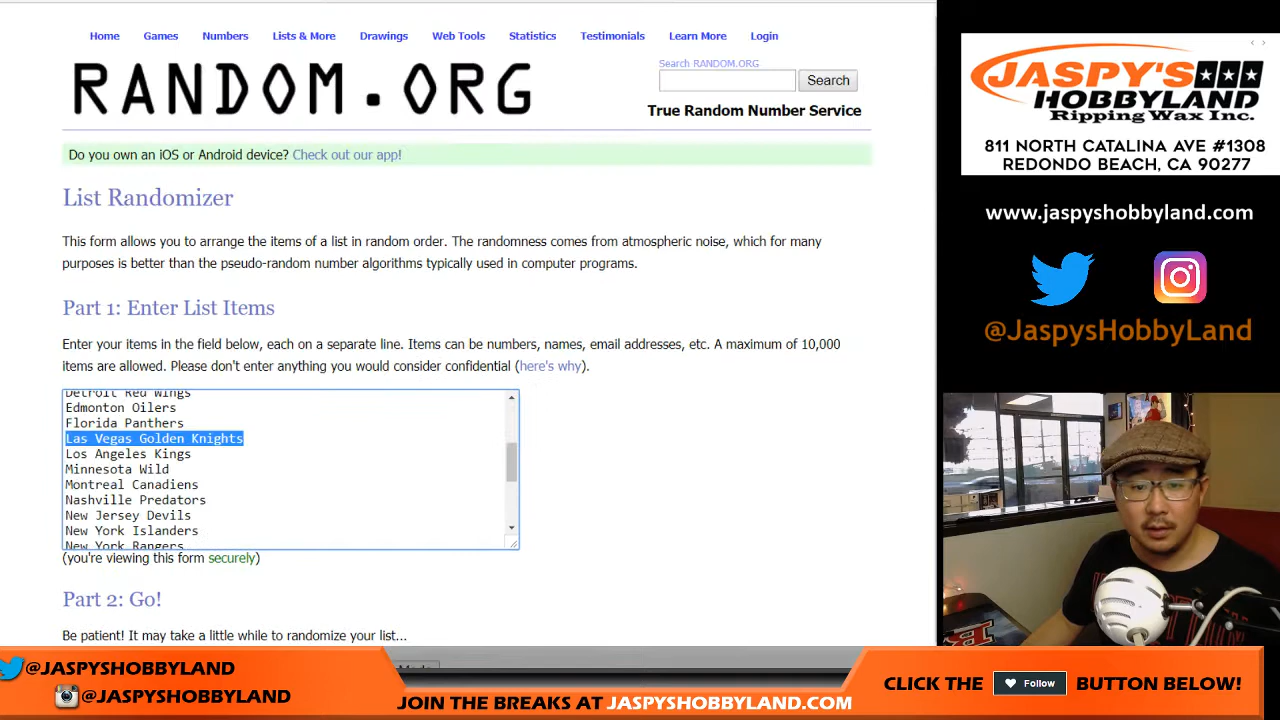 Home Games Numbers Lists & More Drawings Web Tools Statistics Testimonials Learn More Login
RANDOM.ORG
Search RANDOM.ORG
Search
True Random Number Service
Do you own an iOS or Android device? Check out our app!
List Randomizer
This form allows you to arrange the items of a list in random order. The randomness comes from atmospheric noise, which for many
purposes is better than the pseudo-random number algorithms typically used in computer programs.
Part 1: Enter List Items
Enter your items in the field below, each on a separate line. Items can be numbers, names, email addresses, etc. A maximum of 10,000
items are allowed. Please don't enter anything you would consider confidential (here's why).
Detroit Red Wings
Edmonton Oilers
Florida Panthers
Las Vegas Golden Knights
Los Angeles Kings
Minnesota Wild
Montreal Canadiens
Nashville Predators
New Jersey Devils
New York Islanders
New York Rangers
(you're viewing this form securely)
Part 2: Go!
Be patient! It may take a little while to randomize your list...
JASPY'S
HOBBYLAND
Ripping Wax Inc.
811 NORTH CATALINA AVE #1308
REDONDO BEACH, CA 90277
www.jaspyshobbyland.com
@JaspysHobbyLand
@JASPYSHOBBYLAND
@JASPYSHOBBYLAND
JOIN THE BREAKS AT JASPYSHOBBYLAND.COM
CLICK THE Follow BUTTON BELOW!